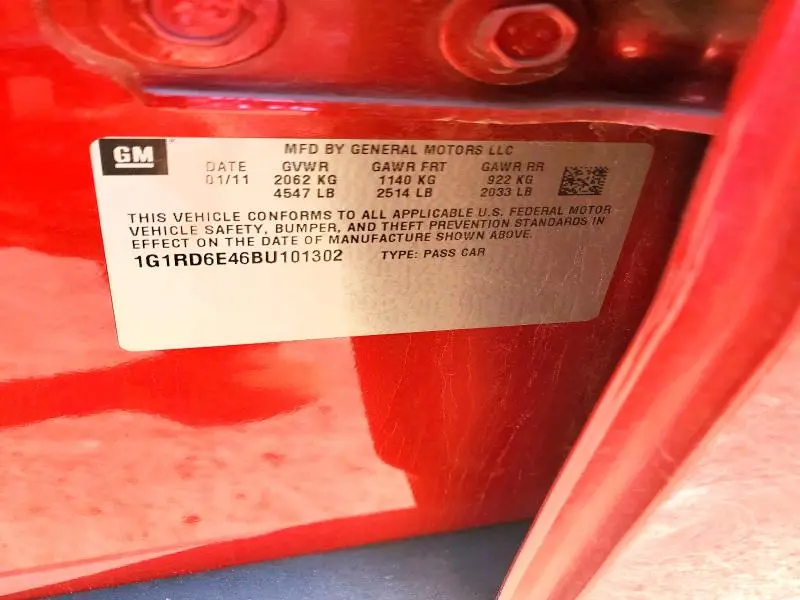 GM
MFD BY GENERAL MOTORS LLC
DATE GVWR GAWR FRT GAWR RR
01/11 2062 KG 1140 KG 922 KG
4547 LB 2514 LB 2033 LB
THIS VEHICLE CONFORMS TO ALL APPLICABLE U.S. FEDERAL MOTOR
VEHICLE SAFETY, BUMPER, AND THEFT PREVENTION STANDARDS IN
EFFECT ON THE DATE OF MANUFACTURE SHOWN ABOVE.
1G1RD6E46BU101302 TYPE: PASS CAR